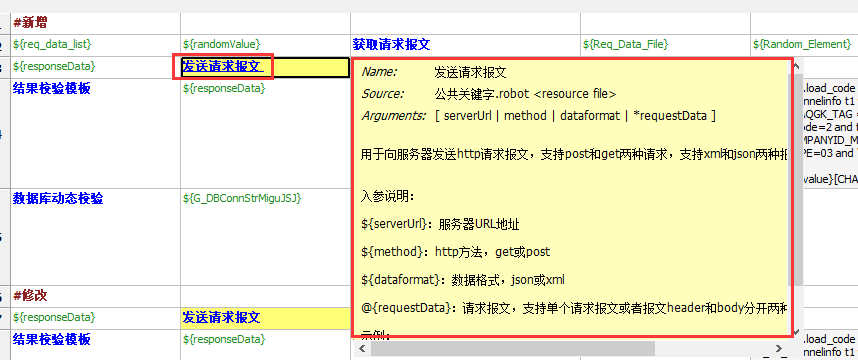 #新增
${req_data_list} ${randomValue} 获取请求报文 ${Req_Data_File} ${Random_Element}
${responseData} 发送请求报文
Name: 发送请求报文
Source: 公共关键字.robot <resource file>
Arguments: [ serverUrl | method | dataformat | *requestData ]
用于向服务器发送http请求报文，支持post和get两种请求，支持xml和json两种
入参说明：
${serverUrl}：服务器URL地址
${method}：http方法，get或post
${dataformat}：数据格式，json或xml
@{requestData}：请求报文，支持单个请求报文或者报文header和body分开两种
示例：
结果校验模板 ${responseData}
.load_code
nnelinfo t1
AQGK_TAG =
ode=2 and t
MPANYID_M
PE=03 and
value}[CHA
数据库动态校验 ${G_DBConnStrMiguJSJ}
#修改
${responseData} 发送请求报文
结果校验模板 ${responseData}
.load_code
nnelinfo t1